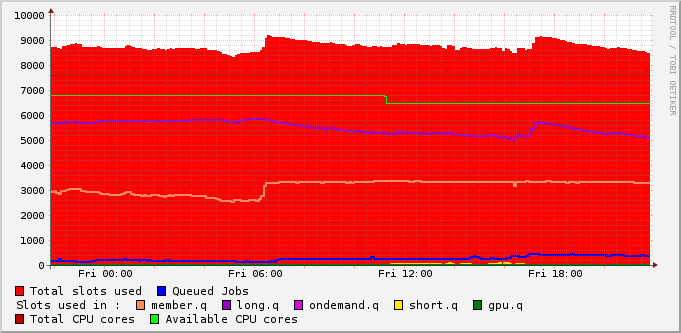 RRDTOOL / TOBI OETIKER
10000
9000
8000
7000
6000
5000
4000
3000
2000
1000
0
Fri 00:00 Fri 06:00 Fri 12:00 Fri 18:00
Total slots used Queued Jobs
Slots used in : member.q long.q ondemand.q short.q gpu.q
Total CPU cores Available CPU cores